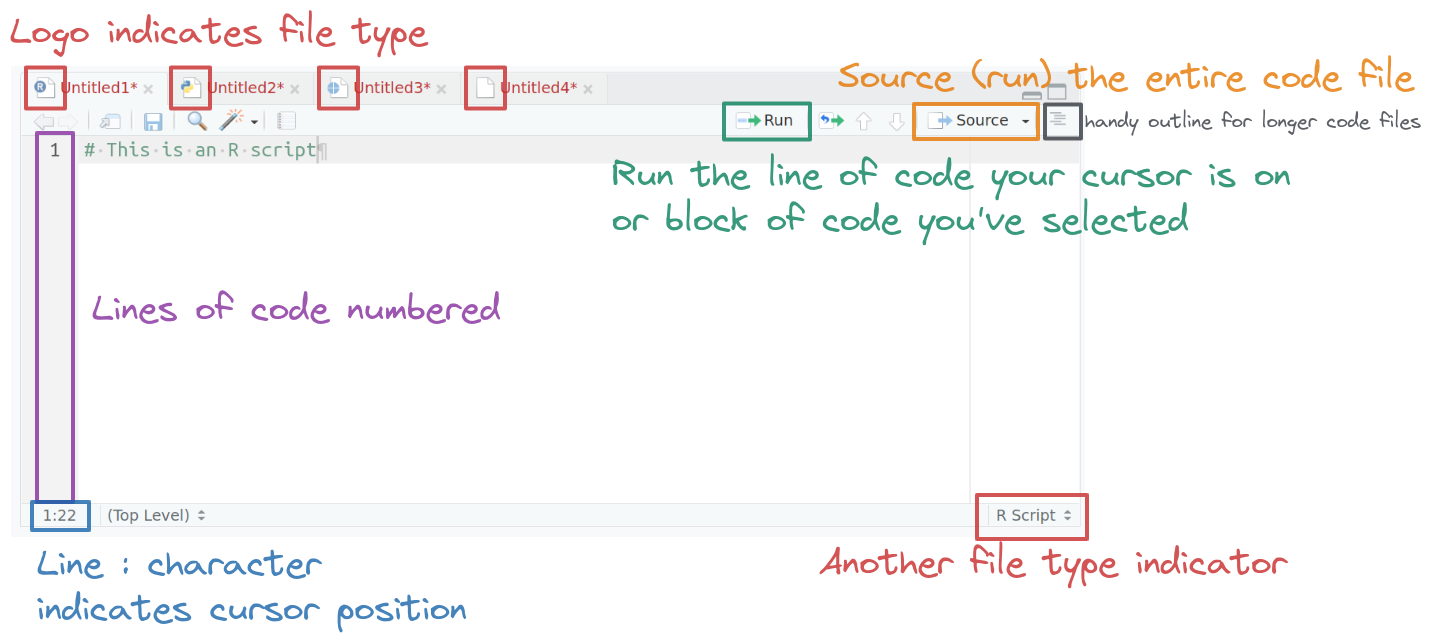 Logo indicates file type
Untitled1* × Untitled2* × Untitled3* × Untitled4* ×
Source (run) the entire code file
Run Source
handy outline for longer code files
1 #·This·is·an·R·script¶
Run the line of code your cursor is on
or block of code you've selected
Lines of code numbered
1:22 (Top Level) R Script
Line : character
indicates cursor position
Another file type indicator